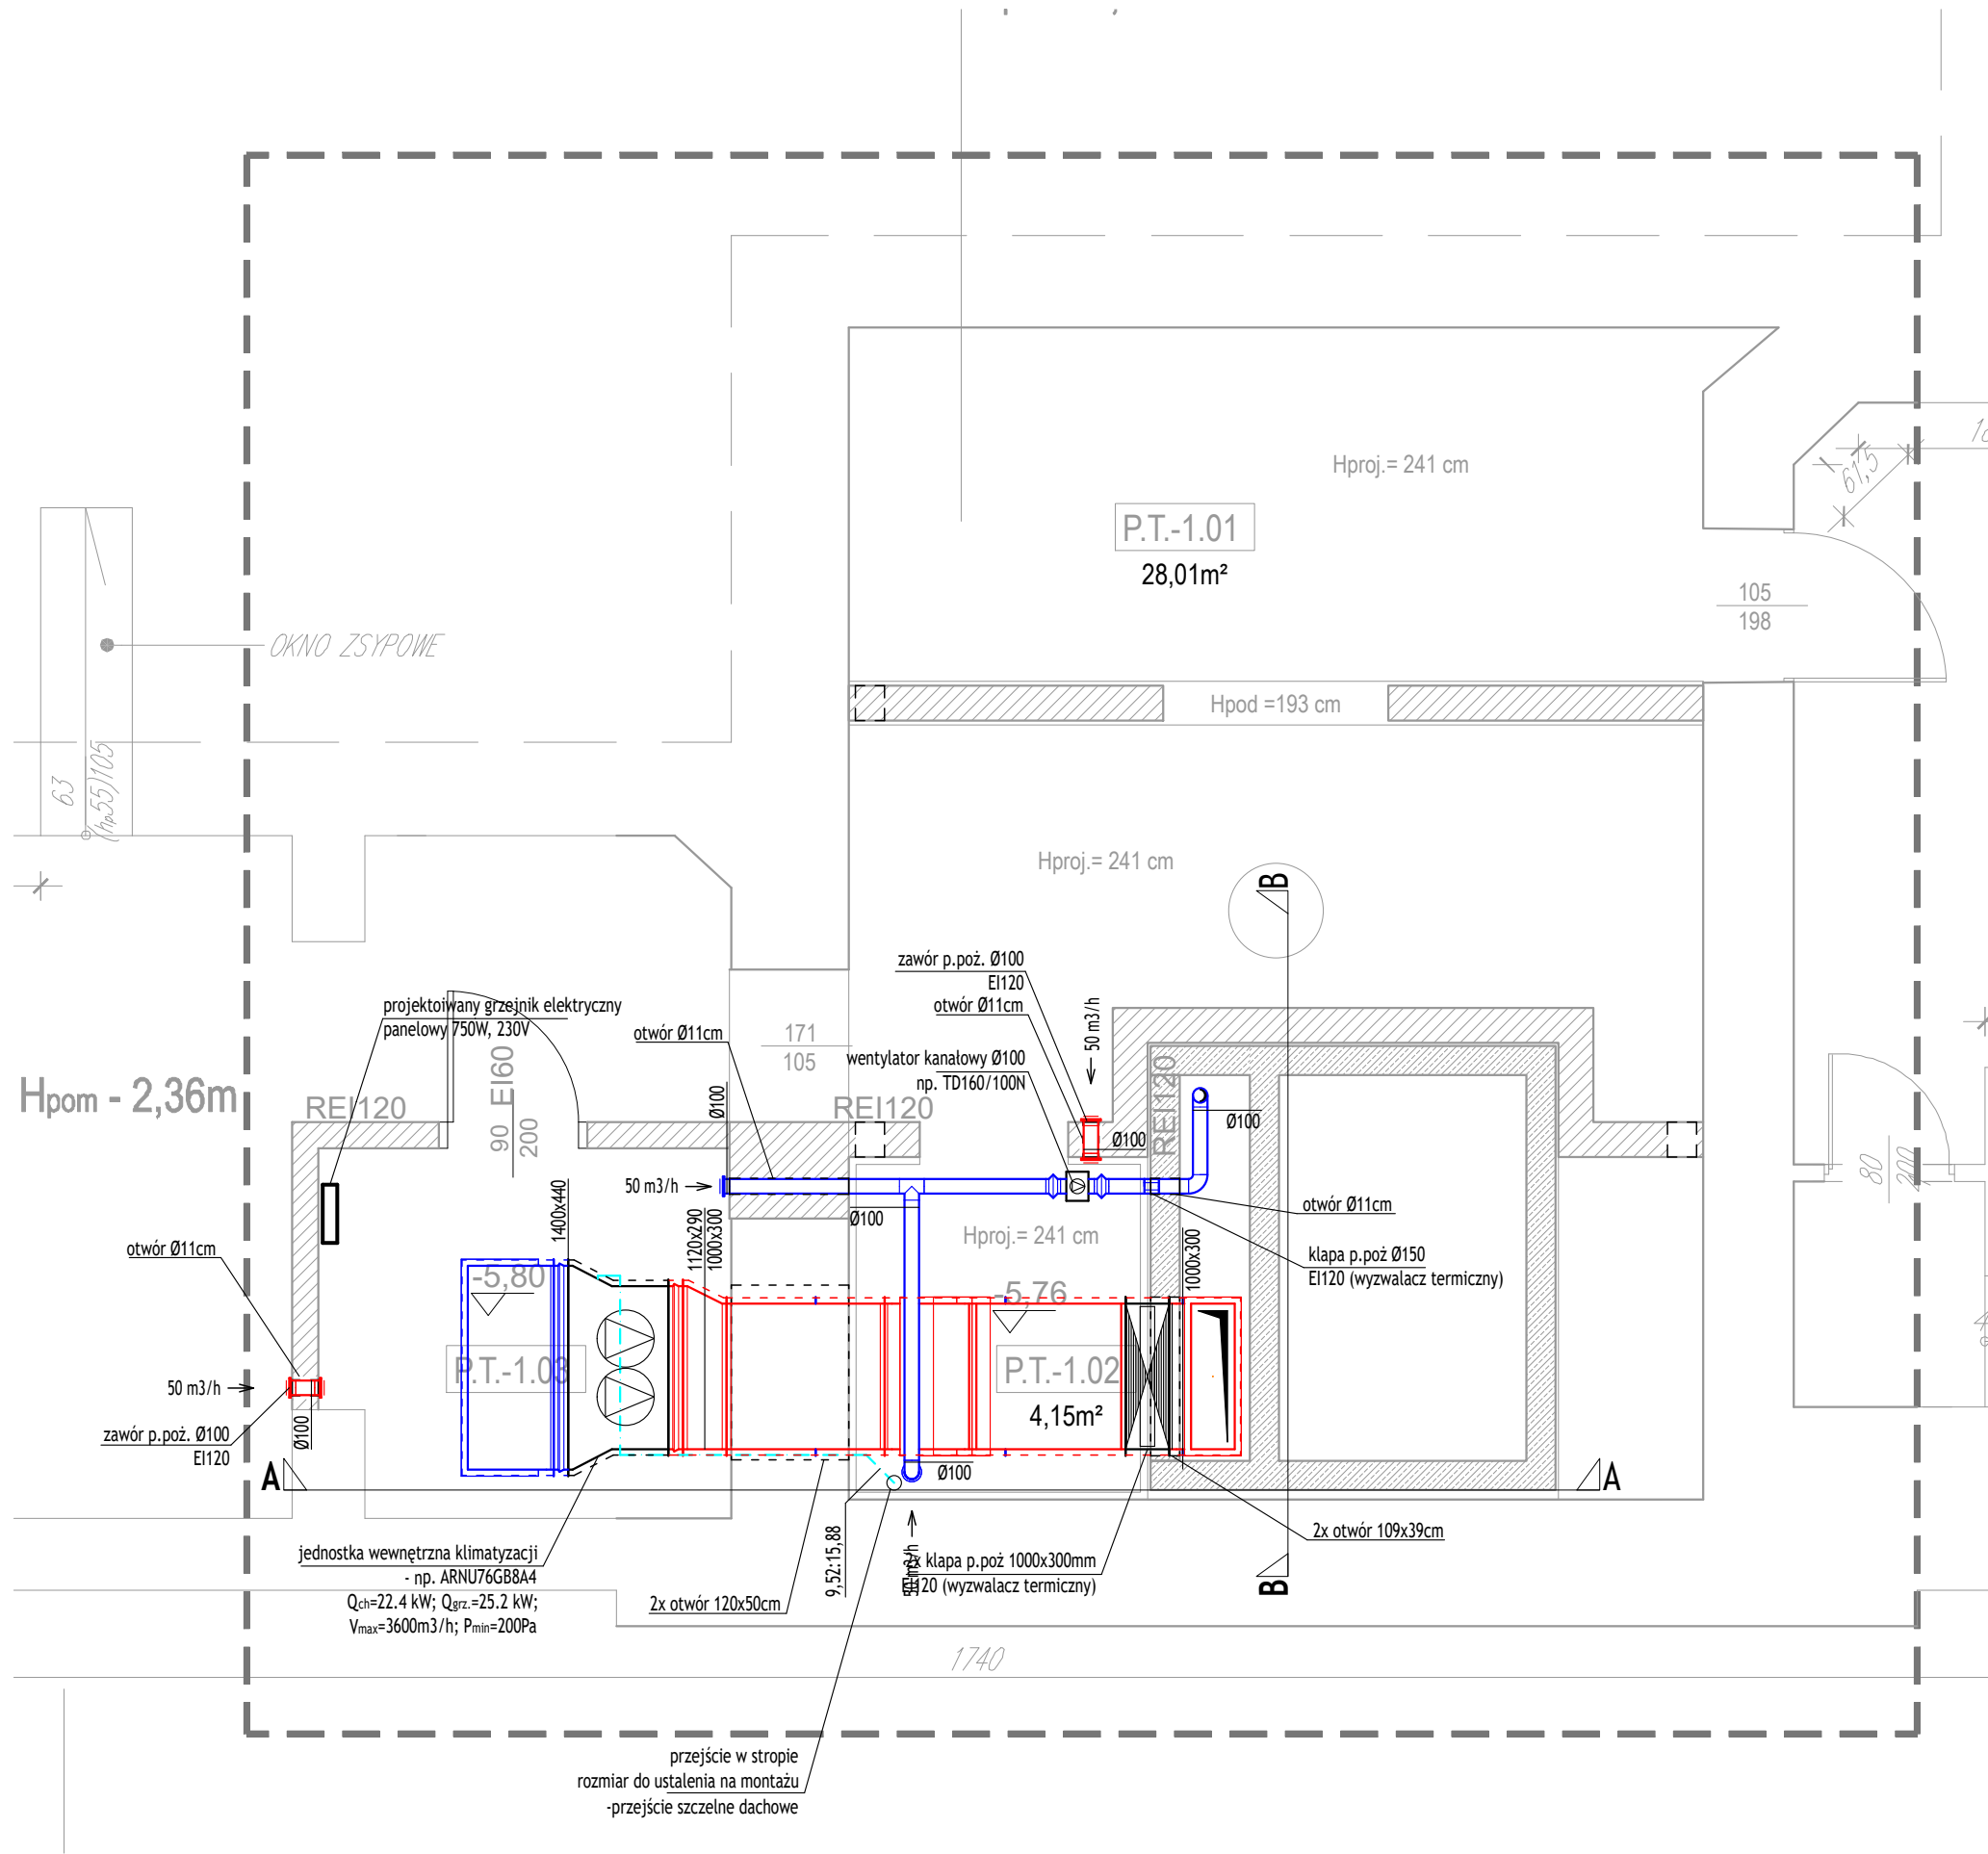 Hproj.= 241 cm
61,5
P.T.-1.01
28,01m²
105
198
OKNO ZSYPOWE
Hpod =193 cm
63
(hp55)105
Hproj.= 241 cm
B
zawór p.poż. Ø100
EI120
otwór Ø11cm
50 m3/h
projektoiwany grzejnik elektryczny
panelowy 750W, 230V
otwór Ø11cm
171
105
wentylator kanałowy Ø100
np. TD160/100N
Hpom - 2,36m
REI120
90 EI60
200
Ø100
REI120
REI120
Ø100
Ø100
80
200
50 m3/h
otwór Ø11cm
1400x440
1120x290
1000x300
Ø100
Hproj.= 241 cm
1000x300
klapa p.poż Ø150
EI120 (wyzwalacz termiczny)
otwór Ø11cm
-5,80
-5,76
P.T.-1.03
P.T.-1.02
4,15m²
50 m3/h
zawór p.poż. Ø100
EI120
Ø100
Ø100
A
A
jednostka wewnętrzna klimatyzacji
- np. ARNU76GB8A4
Qch=22.4 kW; Qgrz.=25.2 kW;
Vmax=3600m3/h; Pmin=200Pa
2x otwór 120x50cm
9,52:15,88
50 m3/h
2x klapa p.poż 1000x300mm
EI120 (wyzwalacz termiczny)
2x otwór 109x39cm
B
1740
przejście w stropie
rozmiar do ustalenia na montażu
-przejście szczelne dachowe